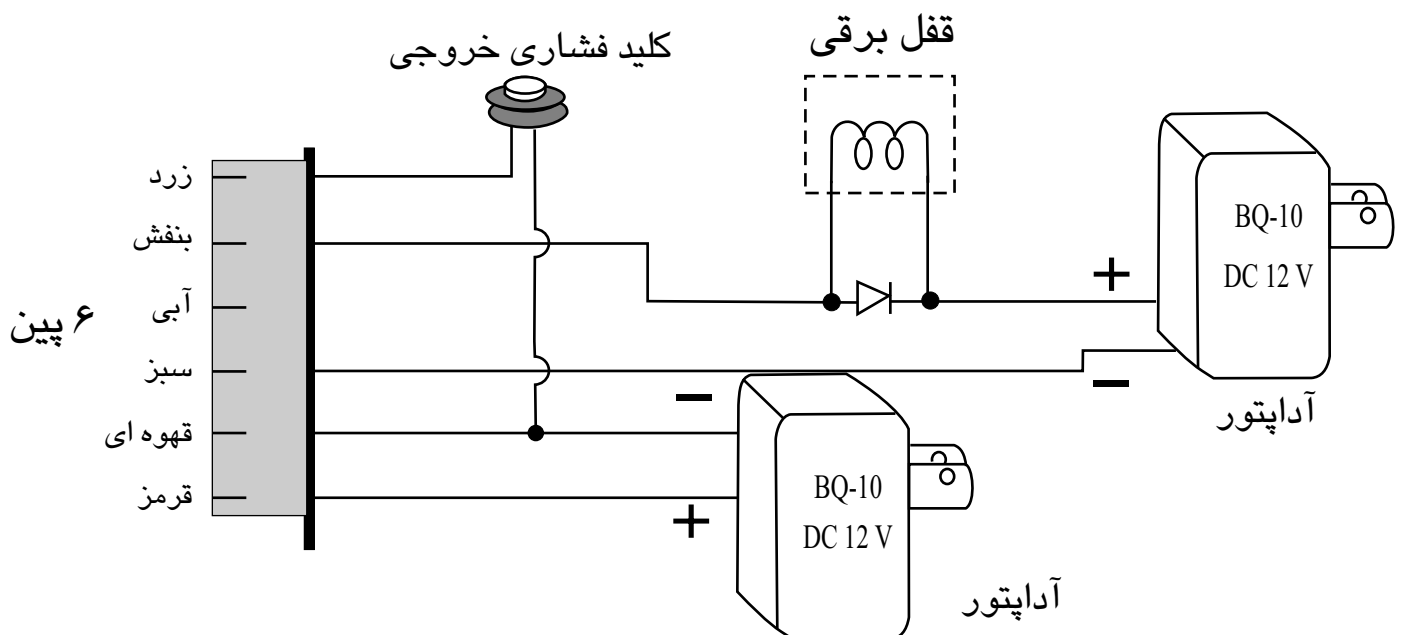 قفل برقی
کلید فشاری خروجی
زرد
بنفش
آبی
۶ پین
سبز
قهوه ای
قرمز
+
BQ-10
DC 12 V
−
آداپتور
−
BQ-10
DC 12 V
+
آداپتور